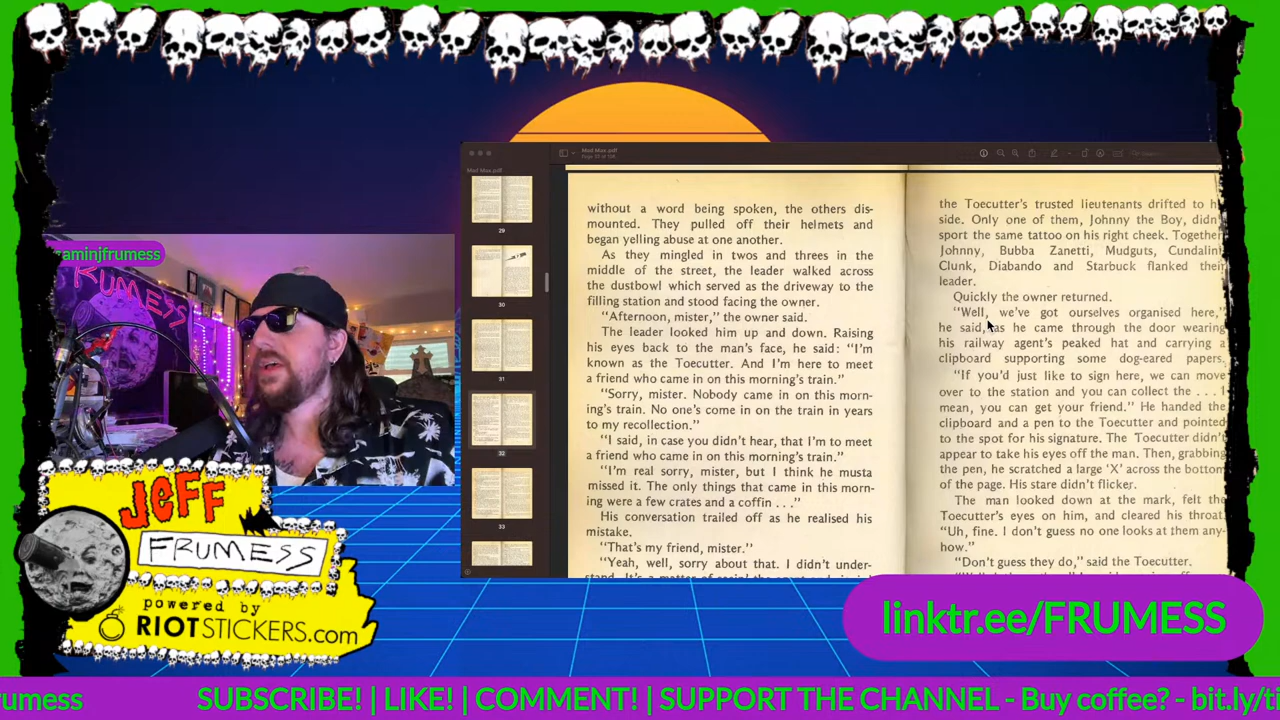 raminjfrumess
FRUMESS
JEFF
FRUMESS
powered by
RIOTSTICKERS.com
Mad Max.pdf
Mad Max.pdf
29
30
31
32
33
without a word being spoken, the others dis-
mounted. They pulled off their helmets and
began yelling abuse at one another.
As they mingled in twos and threes in the
middle of the street, the leader walked across
the dustbowl which served as the driveway to the
filling station and stood facing the owner.
“Afternoon, mister,” the owner said.
The leader looked him up and down. Raising
his eyes back to the man's face, he said: “I'm
known as the Toecutter. And I'm here to meet
a friend who came in on this morning's train.”
“Sorry, mister. Nobody came in on this morn-
ing's train. No one's come in on the train in years
to my recollection.”
“I said, in case you didn't hear, that I'm to meet
a friend who came in on this morning's train.”
“I'm real sorry, mister, but I think he musta
missed it. The only things that came in this morn-
ing were a few crates and a coffin . . .”
His conversation trailed off as he realised his
mistake.
“That's my friend, mister.”
“Yeah, well, sorry about that. I didn't under-
stand. It's a matter of
the Toecutter's trusted lieutenants drifted to h
side. Only one of them, Johnny the Boy, didn'
sport the same tattoo on his right cheek. Together
Johnny, Bubba Zanetti, Mudguts, Cundalini
Clunk, Diabando and Starbuck flanked their
leader.
Quickly the owner returned.
“Well, we've got ourselves organised here,”
he said, as he came through the door wearing
his railway agent's peaked hat and carrying a
clipboard supporting some dog-eared papers.
“If you'd just like to sign here, we can move
over to the station and you can collect the . . . I
mean, you can get your friend.” He handed the
clipboard and a pen to the Toecutter and pointed
to the spot for his signature. The Toecutter didn't
appear to take his eyes off the man. Then, grabbing
the pen, he scratched a large ‘X’ across the bottom
of the page. His stare didn't flicker.
The man looked down at the mark, felt the
Toecutter's eyes on him, and cleared his throat.
“Uh, fine. I don't guess no one looks at them any-
how.”
“Don't guess they do,” said the Toecutter.
linktr.ee/FRUMESS
rumess SUBSCRIBE! | LIKE! | COMMENT! | SUPPORT THE CHANNEL - Buy coffee? - bit.ly/ti